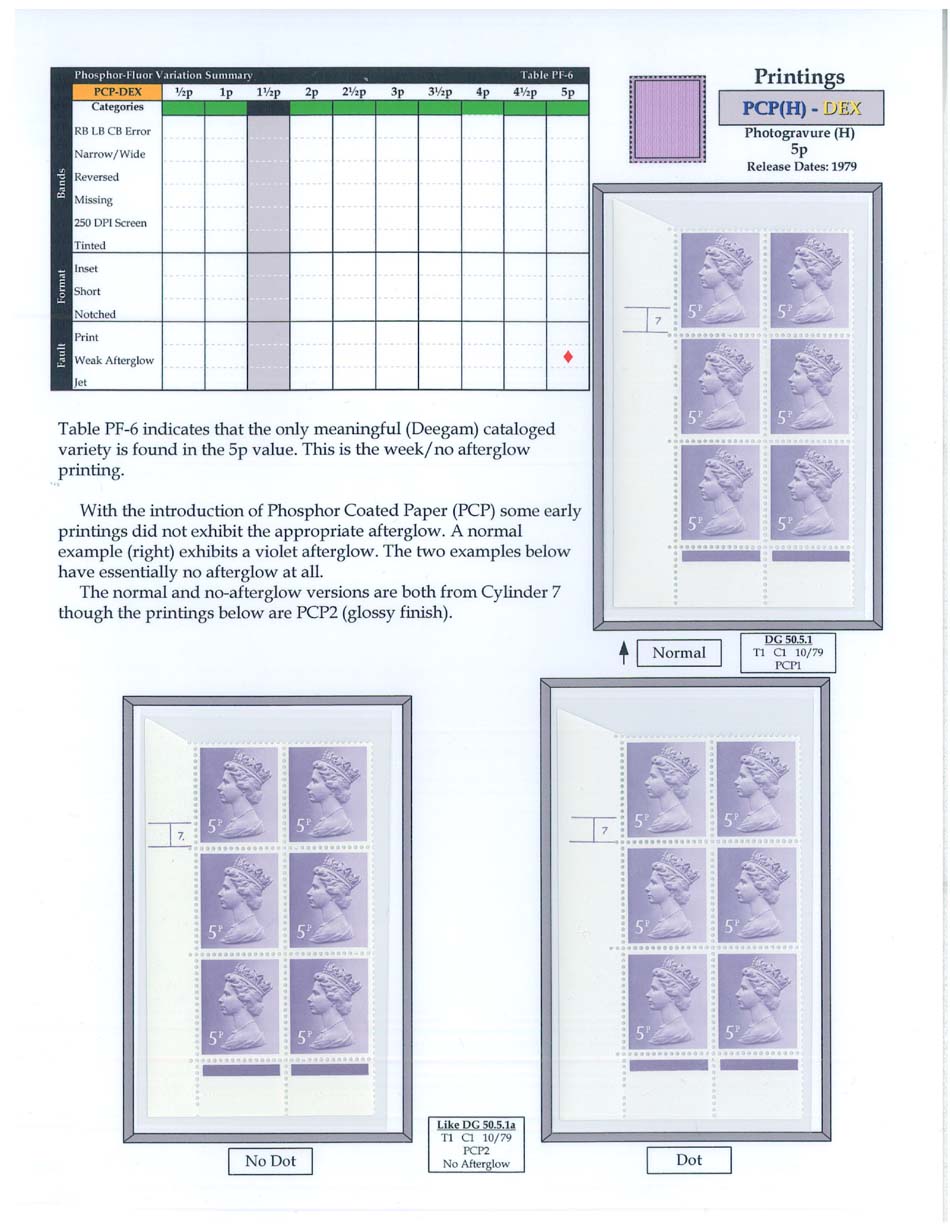 Phosphor-Fluor Variation Summary Table PF-6
PCP-DEX ½p 1p 1½p 2p 2½p 3p 3½p 4p 4½p 5p
Categories
Bands
RB LB CB Error
Narrow/Wide
Reversed
Missing
250 DPI Screen
Tinted
Format
Inset
Short
Notched
Fault
Print
Weak Afterglow
Jet
Printings
PCP(H) - DEX
Photogravure (H)
5p
Release Dates: 1979
Table PF-6 indicates that the only meaningful (Deegam) cataloged
variety is found in the 5p value. This is the week/no afterglow
printing.
With the introduction of Phosphor Coated Paper (PCP) some early
printings did not exhibit the appropriate afterglow. A normal
example (right) exhibits a violet afterglow. The two examples below
have essentially no afterglow at all.
The normal and no-afterglow versions are both from Cylinder 7
though the printings below are PCP2 (glossy finish).
5P 5P
7
5P 5P
5P 5P
Normal
DG 50.5.1
T1 C1 10/79
PCP1
5P 5P
7.
5P 5P
5P 5P
No Dot
Like DG 50.5.1a
T1 C1 10/79
PCP2
No Afterglow
5P 5P
7
5P 5P
5P 5P
Dot